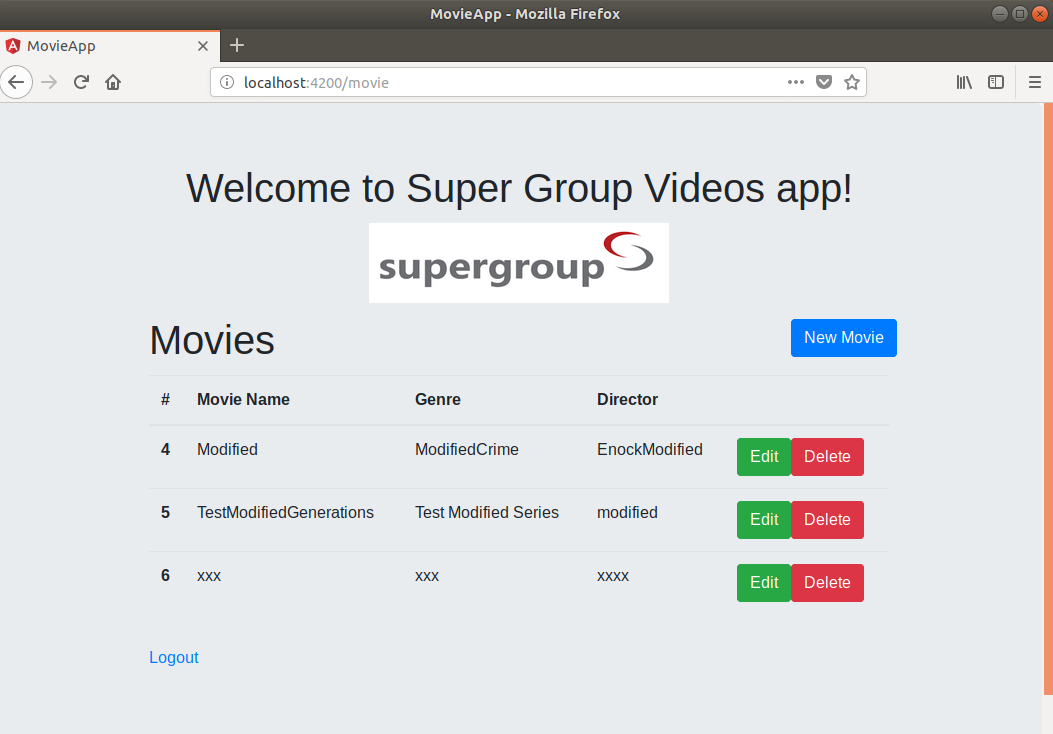 MovieApp - Mozilla Firefox
MovieApp
localhost:4200/movie
Welcome to Super Group Videos app!
supergroup
Movies New Movie
# Movie Name Genre Director
4 Modified ModifiedCrime EnockModified Edit Delete
5 TestModifiedGenerations Test Modified Series modified Edit Delete
6 xxx xxx xxxx Edit Delete
Logout